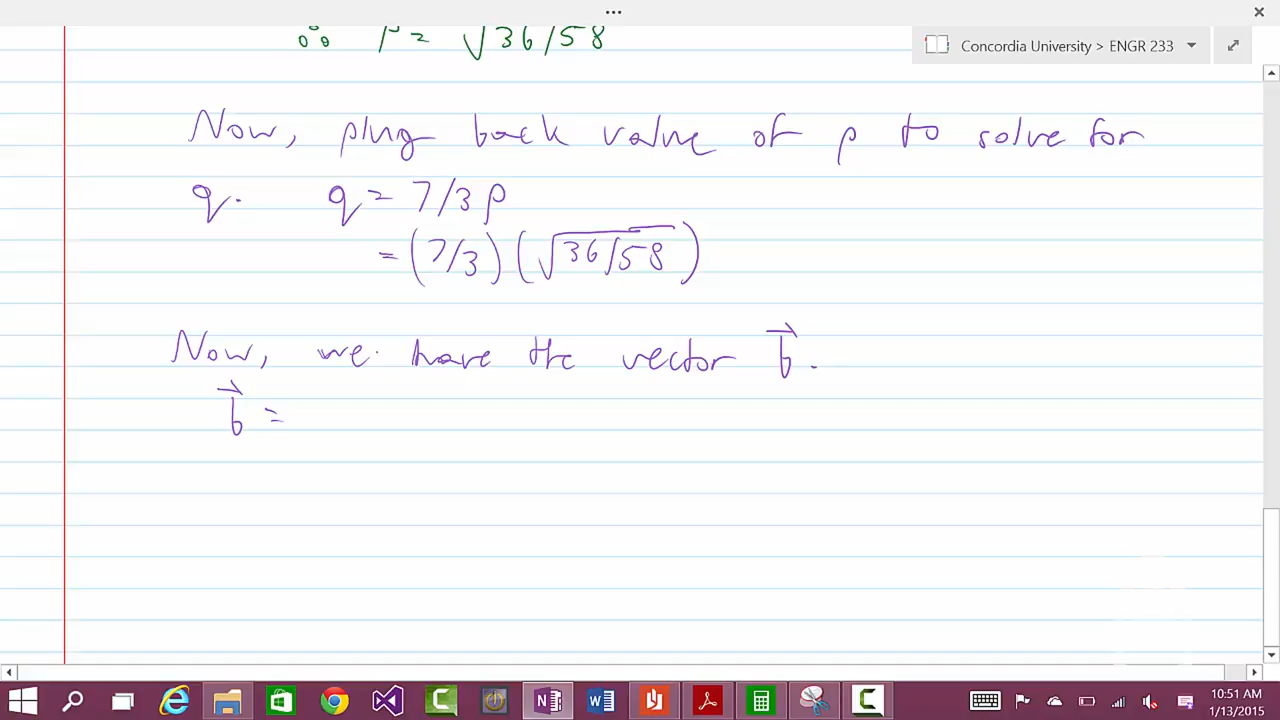 ∴ p = √36/58
Concordia University > ENGR 233
Now, plug back value of p to solve for
q. q = 7/3 p
= (7/3) (√36/58)
Now, we have the vector b⃗.
b⃗ =
10:51 AM
1/13/2015